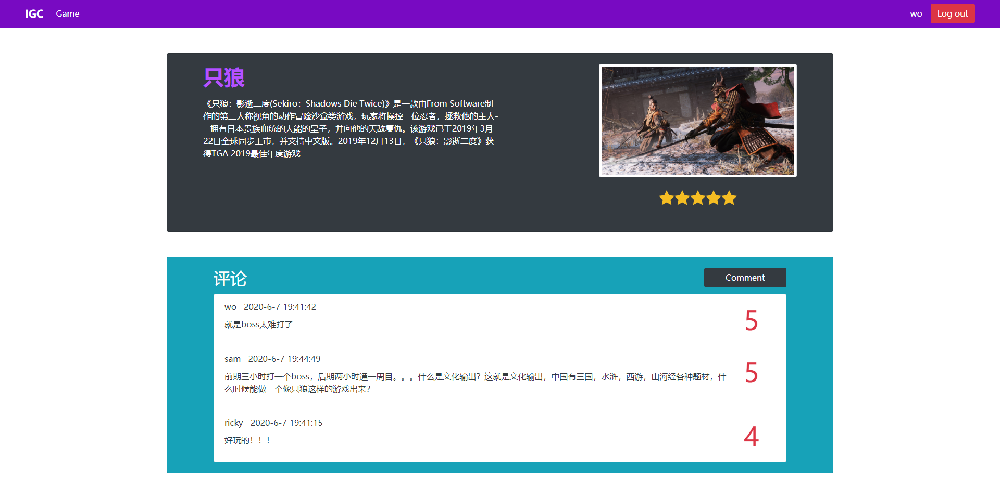 IGC Game wo Log out
只狼
《只狼：影逝二度(Sekiro：Shadows Die Twice)》是一款由From Software制
作的第三人称视角的动作冒险沙盒类游戏，玩家将操控一位忍者，拯救他的主人-
--拥有日本贵族血统的大能的皇子，并向他的天敌复仇。该游戏已于2019年3月
22日全球同步上市，并支持中文版。2019年12月13日，《只狼：影逝二度》获
得TGA 2019最佳年度游戏
评论 Comment
wo 2020-6-7 19:41:42
就是boss太难打了
5
sam 2020-6-7 19:44:49
前期三小时打一个boss，后期两小时通一周目。。。什么是文化输出？这就是文化输出，中国有三国，水浒，西游，山海经各种题材，什
么时候能做一个像只狼这样的游戏出来？
5
ricky 2020-6-7 19:41:15
好玩的！！！
4